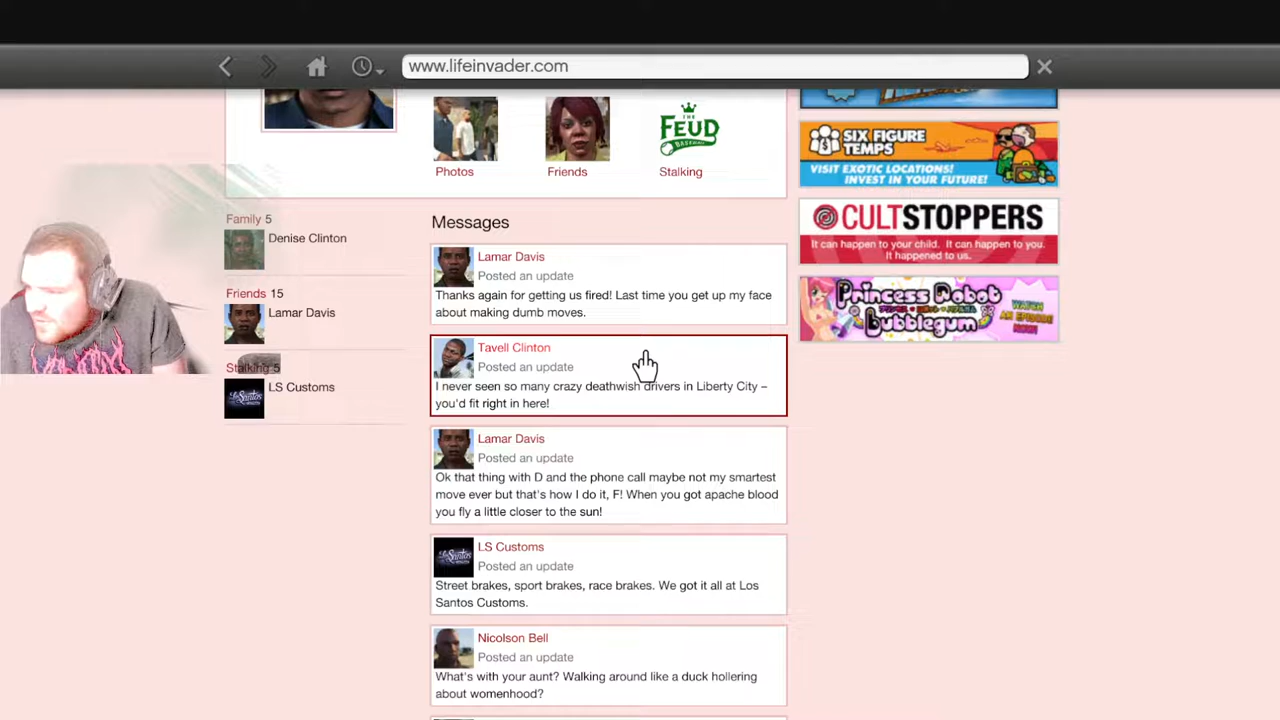 www.lifeinvader.com
Photos
Friends
THE FEUD
BASEBALL
Stalking
SIX FIGURE
TEMPS
VISIT EXOTIC LOCATIONS!
INVEST IN YOUR FUTURE!
CULTSTOPPERS
It can happen to your child. It can happen to you.
It happened to us.
Princess Robot
Bubblegum
Family 5
Denise Clinton
Friends 15
Lamar Davis
Stalking 5
LS Customs
Messages
Lamar Davis
Posted an update
Thanks again for getting us fired! Last time you get up my face
about making dumb moves.
Tavell Clinton
Posted an update
I never seen so many crazy deathwish drivers in Liberty City –
you'd fit right in here!
Lamar Davis
Posted an update
Ok that thing with D and the phone call maybe not my smartest
move ever but that's how I do it, F! When you got apache blood
you fly a little closer to the sun!
LS Customs
Posted an update
Street brakes, sport brakes, race brakes. We got it all at Los
Santos Customs.
Nicolson Bell
Posted an update
What's with your aunt? Walking around like a duck hollering
about womenhood?